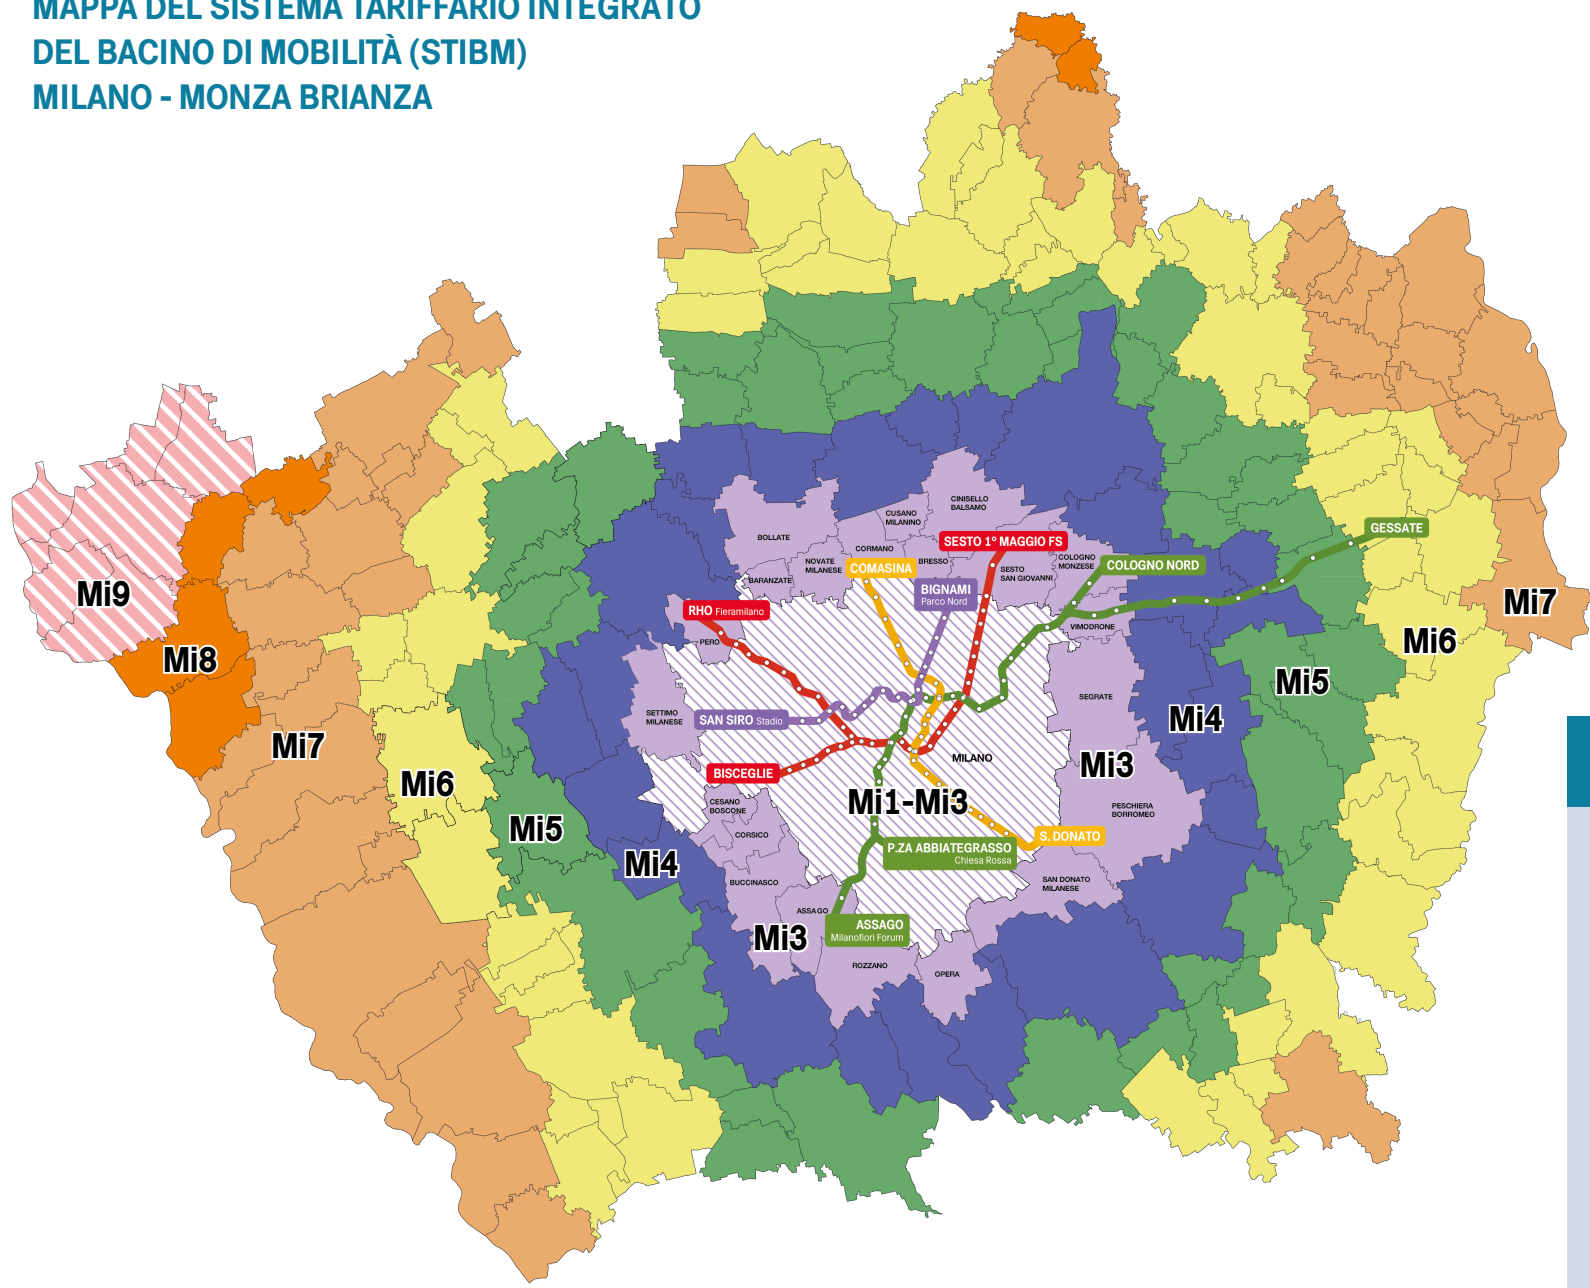 MAPPA DEL SISTEMA TARIFFARIO INTEGRATO
DEL BACINO DI MOBILITÀ (STIBM)
MILANO - MONZA BRIANZA
CINISELLO
BALSAMO
CUSANO
MILANINO
BOLLATE
SESTO 1° MAGGIO FS
GESSATE
CORMANO
NOVATE
MILANESE
COMASINA
BRESSO
SESTO
SAN GIOVANNI
COLOGNO
MONZESE
COLOGNO NORD
BARANZATE
BIGNAMI
Parco Nord
Mi9
RHO Fieramilano
PERO
VIMODRONE
Mi7
Mi8
Mi6
Mi5
SEGRATE
SETTIMO
MILANESE
SAN SIRO Stadio
Mi4
Mi7
MILANO
Mi3
BISCEGLIE
Mi6
Mi1-Mi3
CESANO
BOSCONE
PESCHIERA
BORROMEO
Mi5
CORSICO
S. DONATO
P.ZA ABBIATEGRASSO
Chiesa Rossa
Mi4
BUCCINASCO
SAN DONATO
MILANESE
ASSAGO
ASSAGO
Milanofiori Forum
Mi3
ROZZANO
OPERA